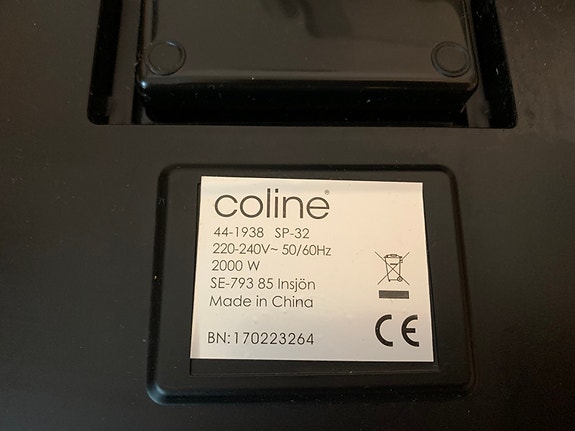 coline®
44-1938 SP-32
220-240V~ 50/60Hz
2000 W
SE-793 85 Insjön
Made in China
CE
BN:170223264